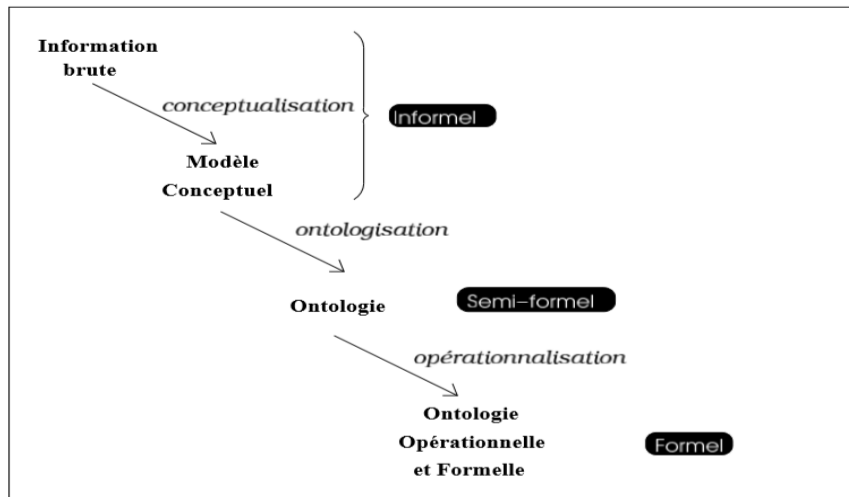 Information
brute
conceptualisation
Informel
Modèle
Conceptuel
ontologisation
Ontologie
Semi-formel
opérationnalisation
Ontologie
Opérationnelle
et Formelle
Formel